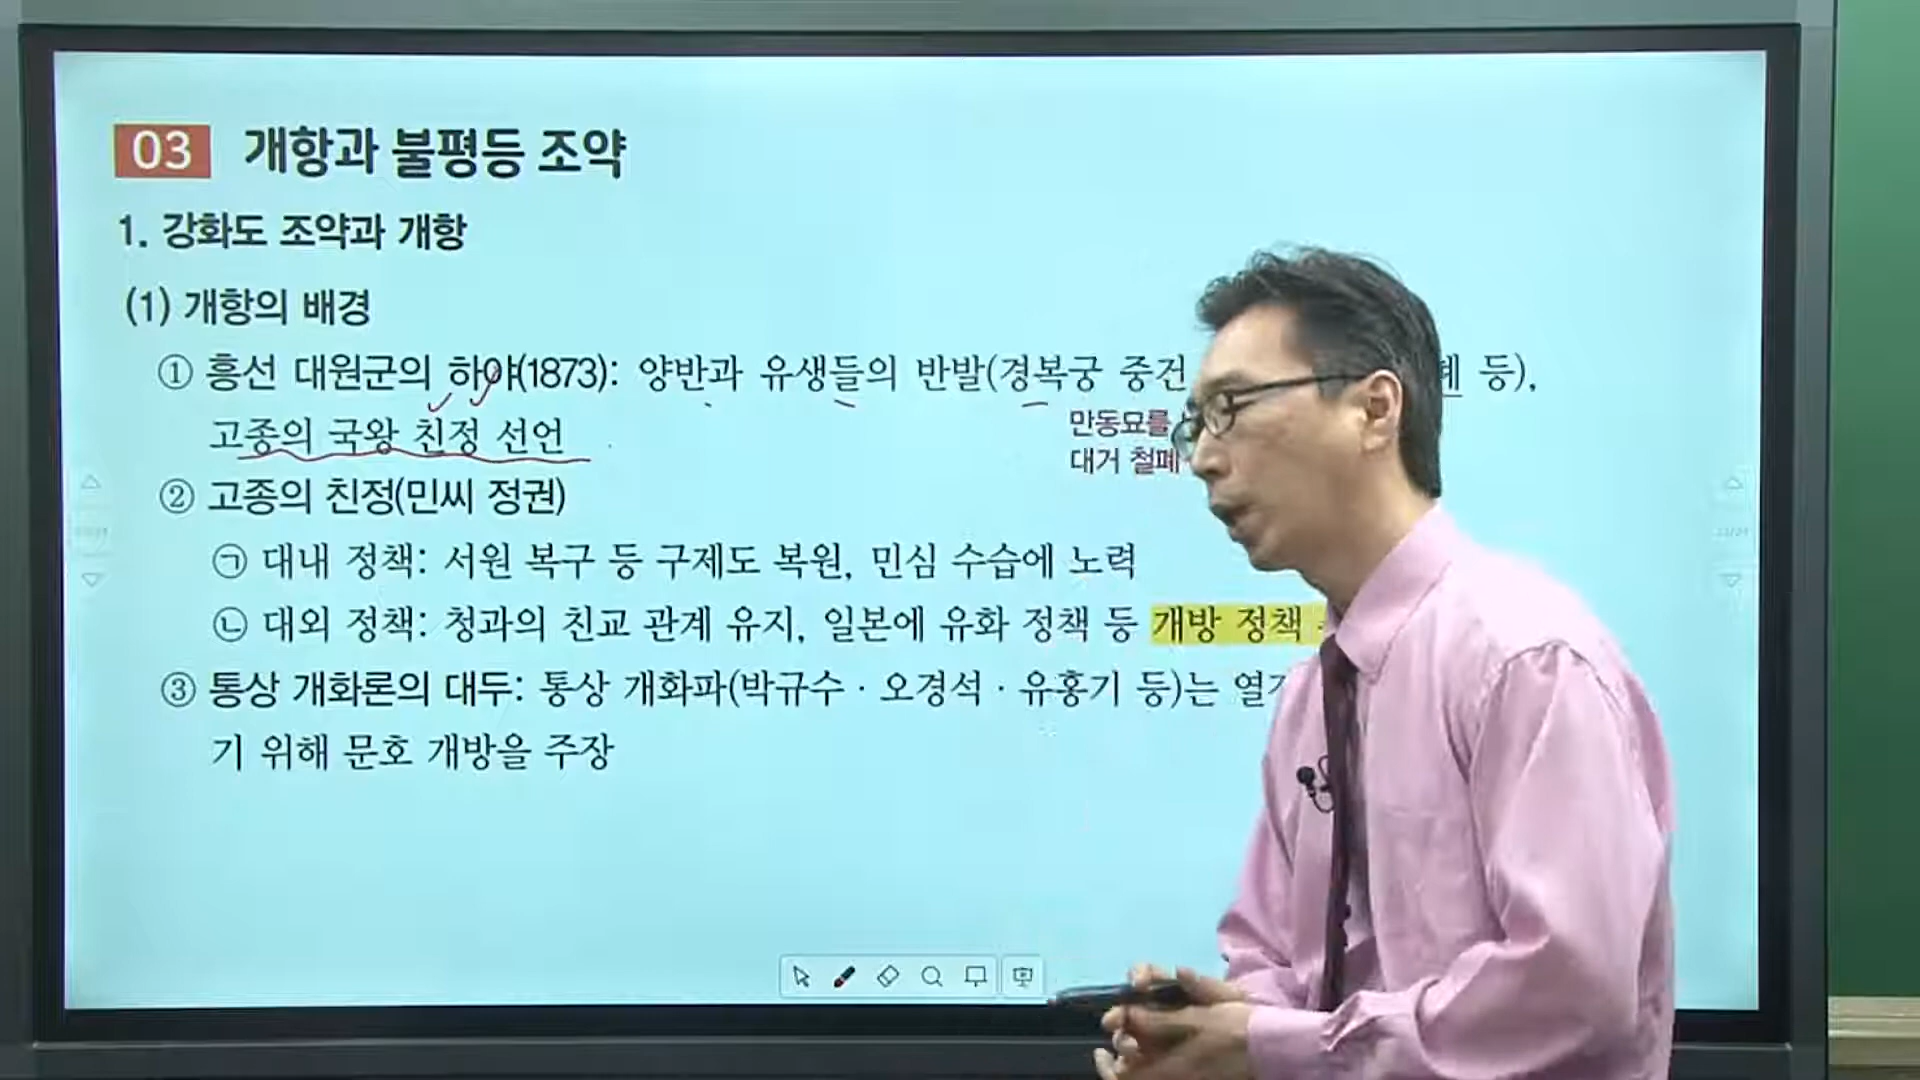 03 개항과 불평등 조약
1. 강화도 조약과 개항
(1) 개항의 배경
① 흥선 대원군의 하야(1873): 양반과 유생들의 반발(경복궁 중건 등),
만동묘를
고종의 국왕 친정 선언
대거 철폐
② 고종의 친정(민씨 정권)
㉠ 대내 정책: 서원 복구 등 구제도 복원, 민심 수습에 노력
㉡ 대외 정책: 청과의 친교 관계 유지, 일본에 유화 정책 등 개방 정책
③ 통상 개화론의 대두: 통상 개화파(박규수 · 오경석 · 유홍기 등)는
기 위해 문호 개방을 주장